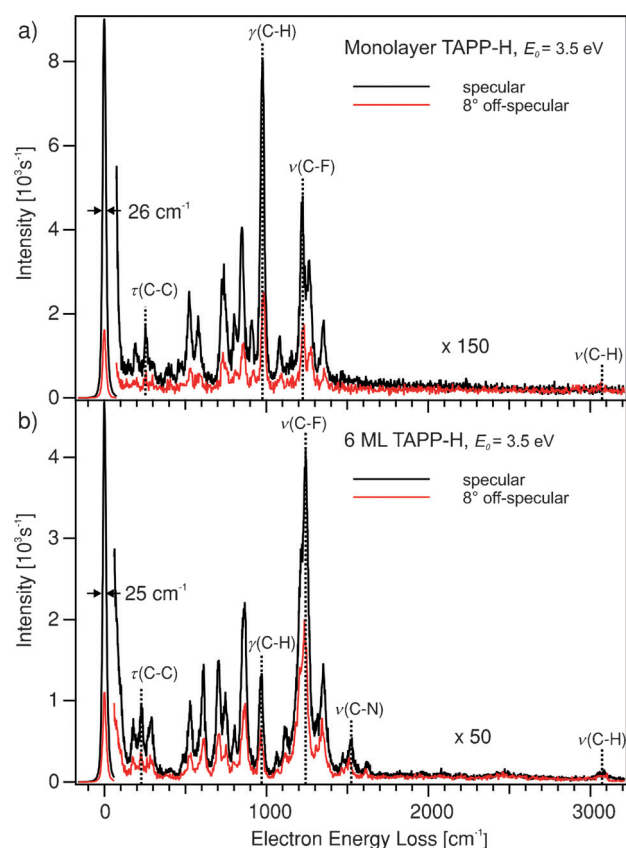 a)
γ(C-H)
Monolayer TAPP-H, E₀ = 3.5 eV
specular
8° off-specular
ν(C-F)
26 cm⁻¹
τ(C-C)
x 150
ν(C-H)
Intensity [10³s⁻¹]
8
6
4
2
0
b)
ν(C-F)
6 ML TAPP-H, E₀ = 3.5 eV
specular
8° off-specular
25 cm⁻¹
γ(C-H)
τ(C-C)
ν(C-N)
x 50
ν(C-H)
Intensity [10³s⁻¹]
4
3
2
1
0
0 1000 2000 3000
Electron Energy Loss [cm⁻¹]